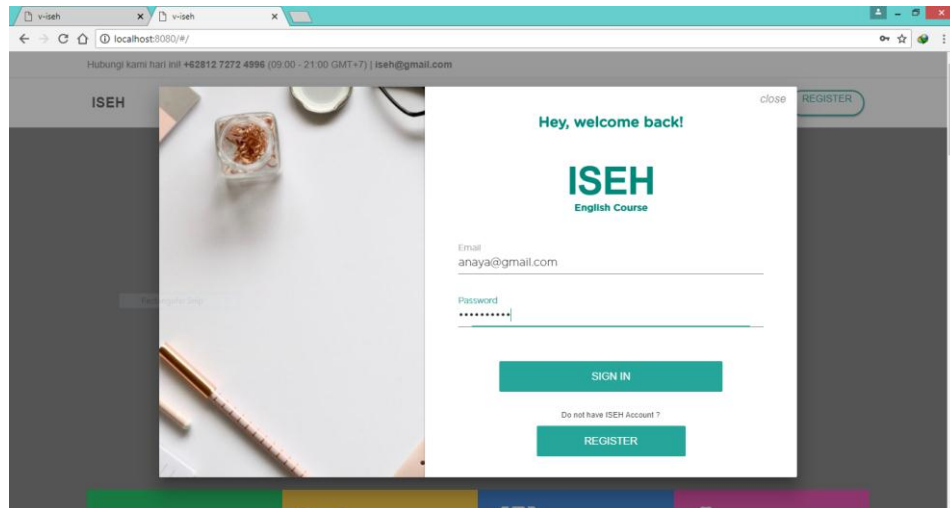 v-iseh
v-iseh
localhost:8080/#/
Hubungi kami hari ini! +62812 7272 4996 (09:00 - 21:00 GMT+7) | iseh@gmail.com
ISEH
REGISTER
close
Hey, welcome back!
ISEH
English Course
Email
anaya@gmail.com
Password
••••••••••
SIGN IN
Do not have ISEH Account ?
REGISTER